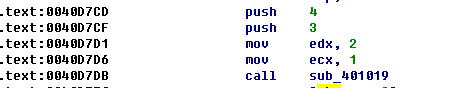 .text:0040D7CD push 4
.text:0040D7CF push 3
.text:0040D7D1 mov edx, 2
.text:0040D7D6 mov ecx, 1
.text:0040D7DB call sub_401019